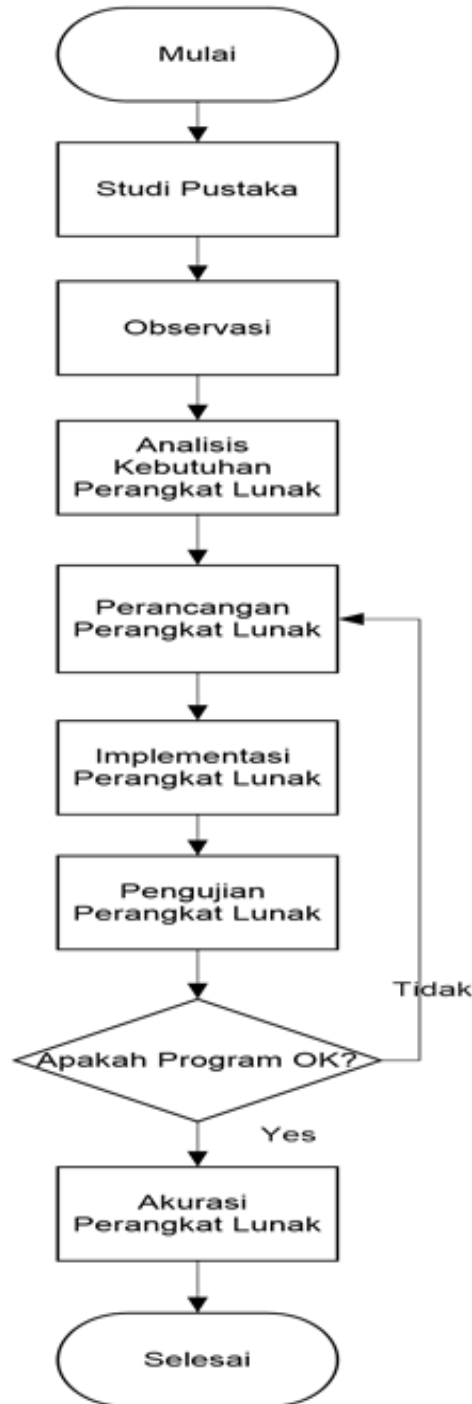 Mulai
Studi Pustaka
Observasi
Analisis
Kebutuhan
Perangkat Lunak
Perancangan
Perangkat Lunak
Implementasi
Perangkat Lunak
Pengujian
Perangkat Lunak
Tidak
Apakah Program OK?
Yes
Akurasi
Perangkat Lunak
Selesai